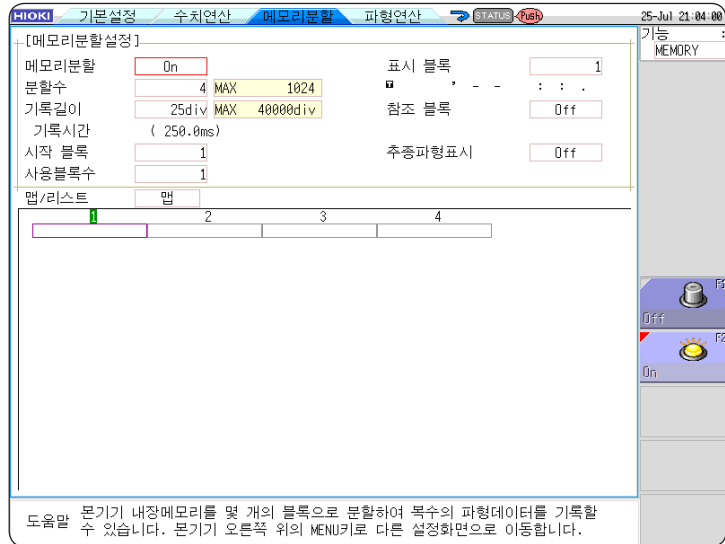 HIOKI 기본설정 수치연산 메모리분할 파형연산 STATUS Push 25-Jul 21:04:00
기능 :
MEMORY
[메모리분할설정]
메모리분할 On 표시 블록 1
분할수 4 MAX 1024 T ' - - : : .
기록길이 25div MAX 40000div 참조 블록 Off
기록시간 ( 250.0ms)
시작 블록 1 추종파형표시 Off
사용블록수 1
맵/리스트 맵
1 2 3 4
F1
Off
F2
On
도움말 본기기 내장메모리를 몇 개의 블록으로 분할하여 복수의 파형데이터를 기록할
수 있습니다. 본기기 오른쪽 위의 MENU키로 다른 설정화면으로 이동합니다.